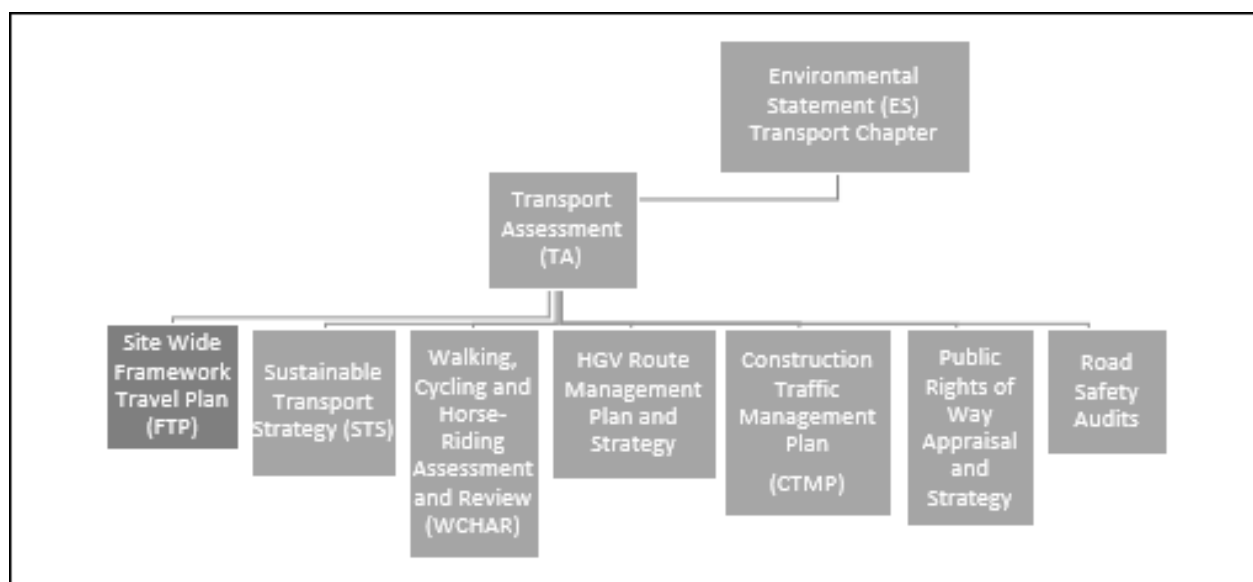 Environmental
Statement (ES)
Transport Chapter
Transport
Assessment
(TA)
Site Wide
Framework
Travel Plan
(FTP)
Sustainable
Transport
Strategy (STS)
Walking,
Cycling and
Horse-
Riding
Assessment
and Review
(WCHAR)
HGV Route
Management
Plan and
Strategy
Construction
Traffic
Management
Plan
(CTMP)
Public
Rights of
Way
Appraisal
and
Strategy
Road
Safety
Audits